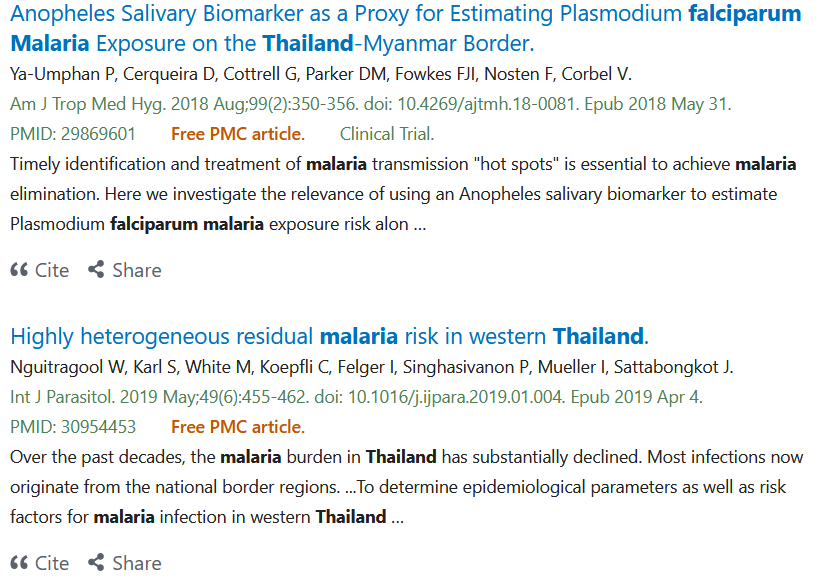 Anopheles Salivary Biomarker as a Proxy for Estimating Plasmodium falciparum
Malaria Exposure on the Thailand-Myanmar Border.
Ya-Umphan P, Cerqueira D, Cottrell G, Parker DM, Fowkes FJI, Nosten F, Corbel V.
Am J Trop Med Hyg. 2018 Aug;99(2):350-356. doi: 10.4269/ajtmh.18-0081. Epub 2018 May 31.
PMID: 29869601 Free PMC article. Clinical Trial.
Timely identification and treatment of malaria transmission "hot spots" is essential to achieve malaria
elimination. Here we investigate the relevance of using an Anopheles salivary biomarker to estimate
Plasmodium falciparum malaria exposure risk alon ...
Cite Share
Highly heterogeneous residual malaria risk in western Thailand.
Nguitragool W, Karl S, White M, Koepfli C, Felger I, Singhasivanon P, Mueller I, Sattabongkot J.
Int J Parasitol. 2019 May;49(6):455-462. doi: 10.1016/j.ijpara.2019.01.004. Epub 2019 Apr 4.
PMID: 30954453 Free PMC article.
Over the past decades, the malaria burden in Thailand has substantially declined. Most infections now
originate from the national border regions. ...To determine epidemiological parameters as well as risk
factors for malaria infection in western Thailand ...
Cite Share